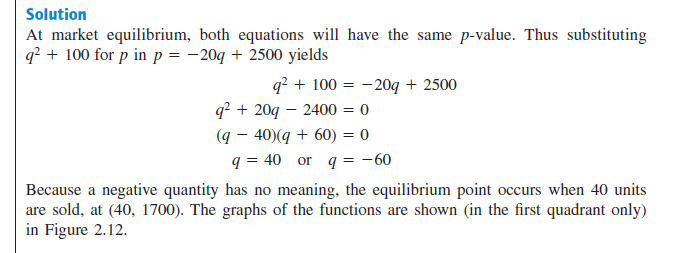 Solution
At market equilibrium, both equations will have the same p-value. Thus substituting
q² + 100 for p in p = −20q + 2500 yields
q² + 100 = −20q + 2500
q² + 20q − 2400 = 0
(q − 40)(q + 60) = 0
q = 40 or q = −60
Because a negative quantity has no meaning, the equilibrium point occurs when 40 units
are sold, at (40, 1700). The graphs of the functions are shown (in the first quadrant only)
in Figure 2.12.